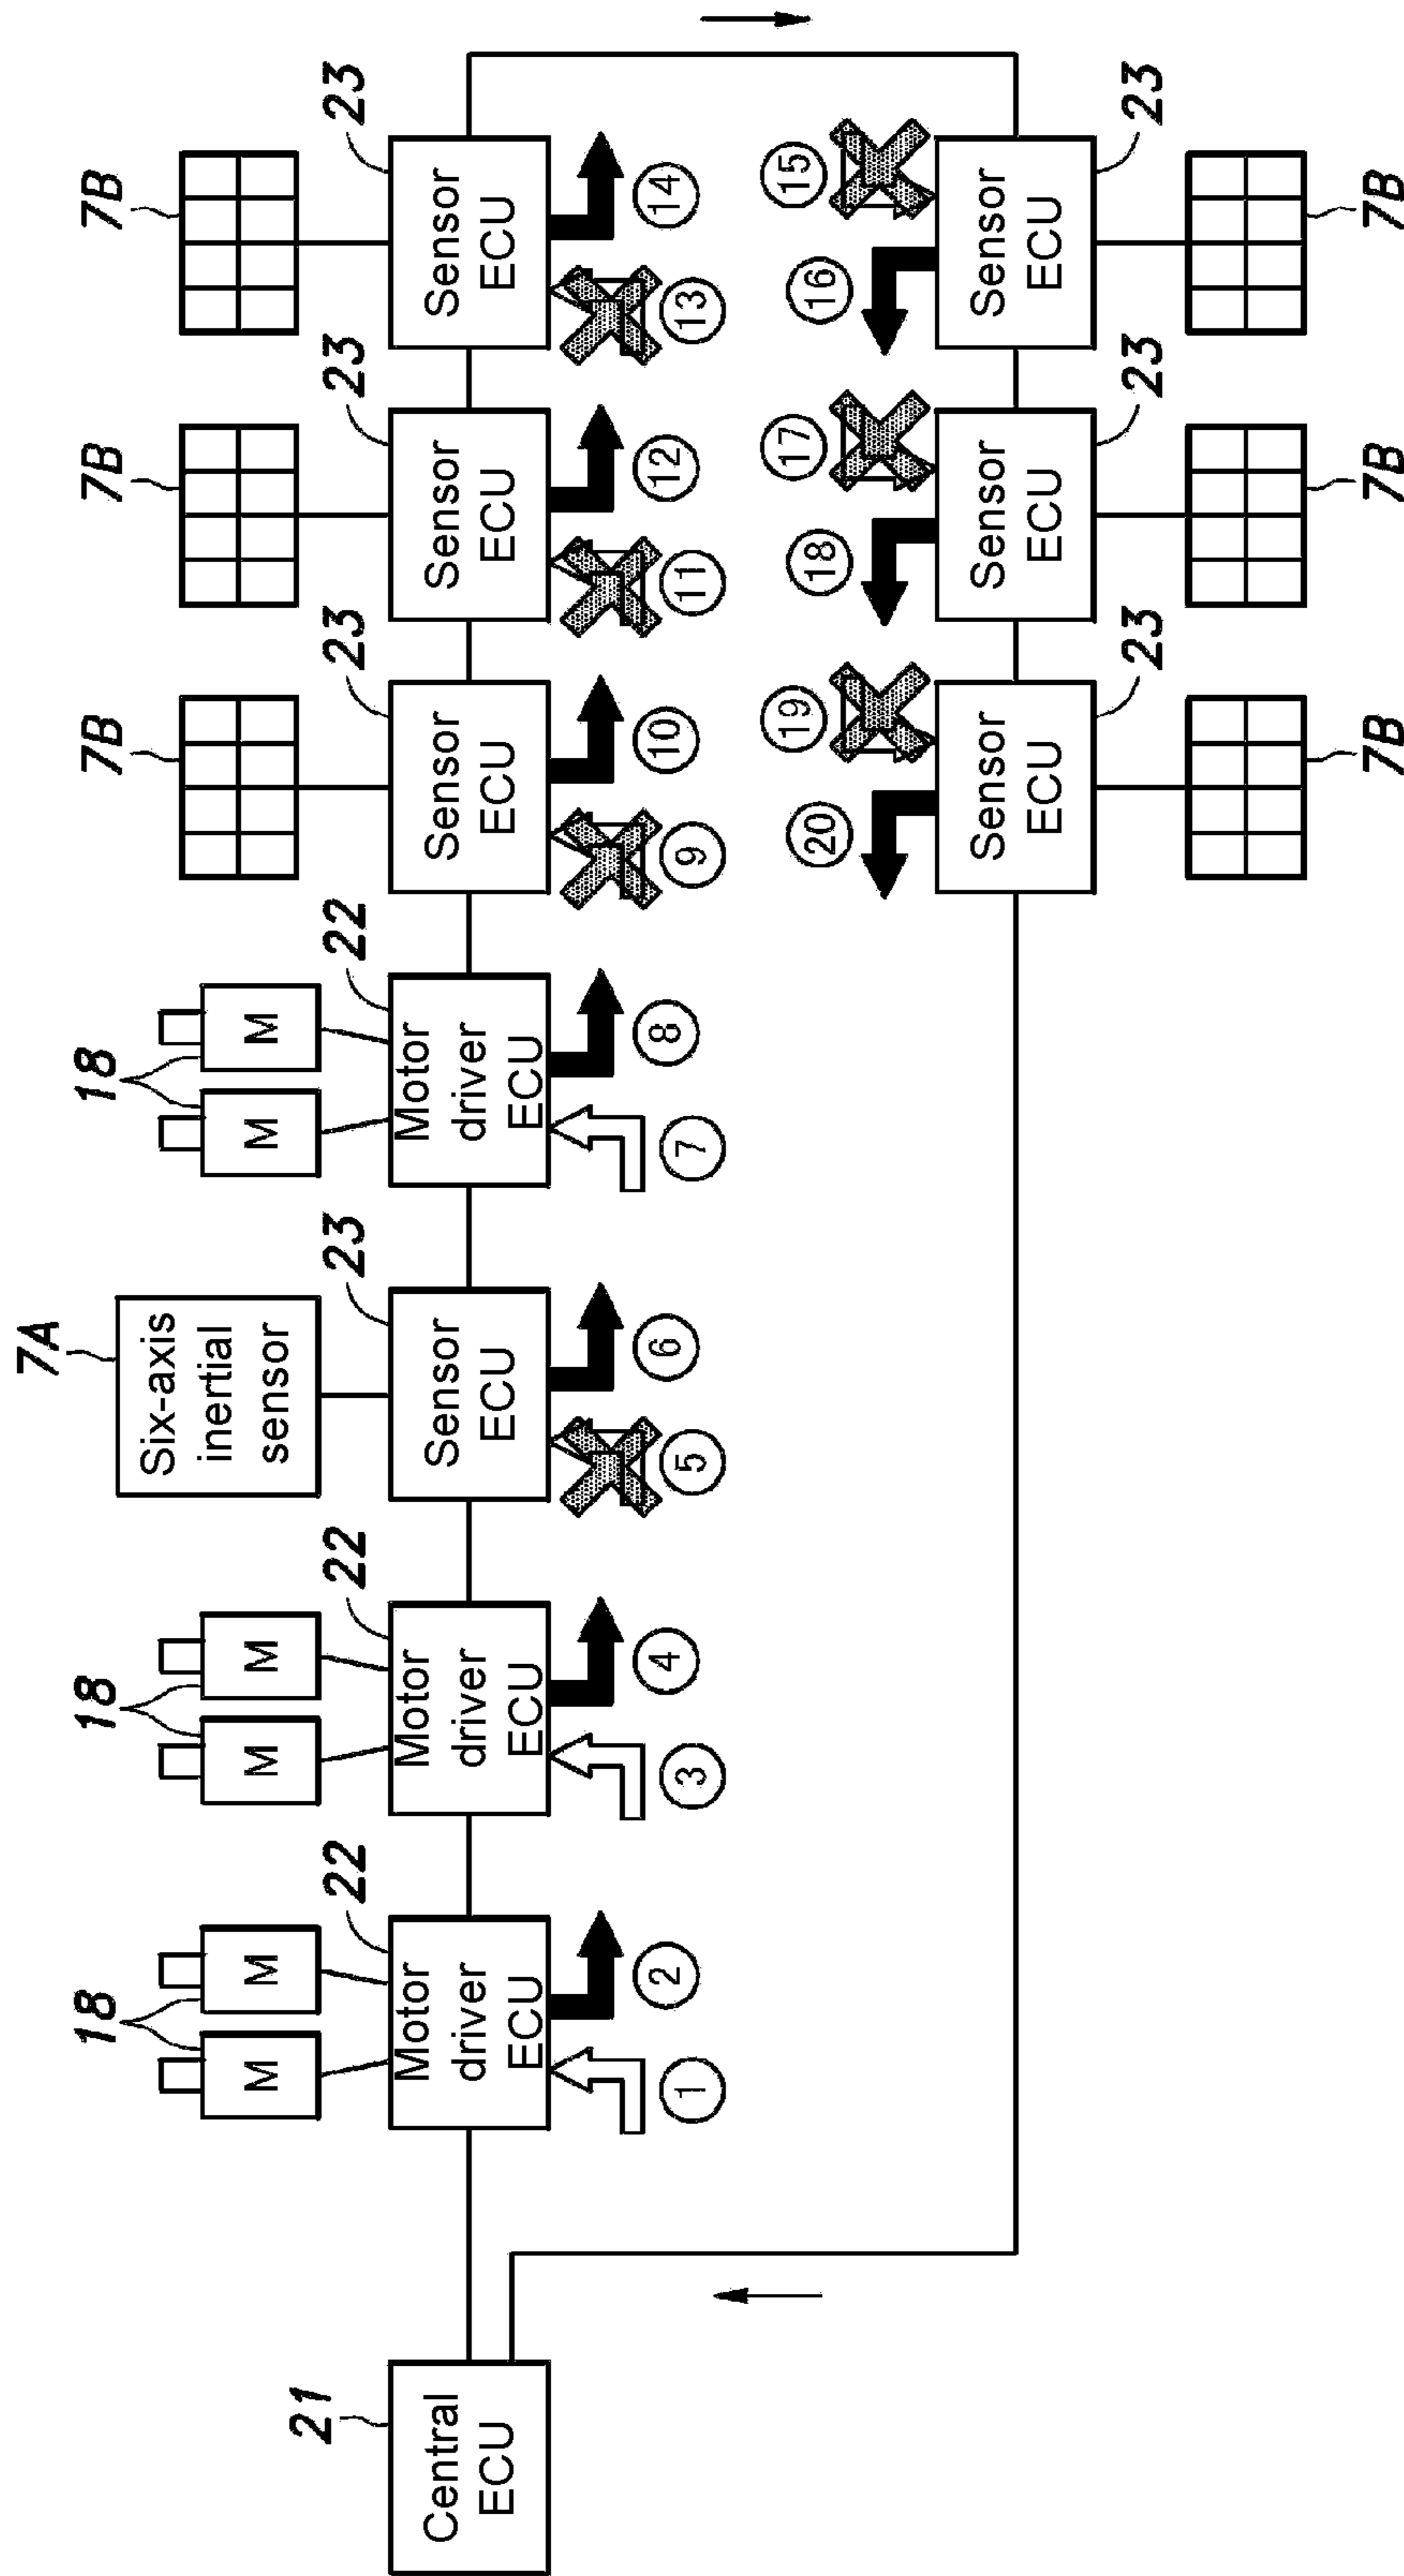 7A
18
18
18
7B
7B
7B
M
M
M
M
Six-axis
inertial
sensor
M
M
21
22
22
23
22
23
23
23
Central
ECU
Motor
driver
ECU
Motor
driver
ECU
Sensor
ECU
Motor
driver
ECU
Sensor
ECU
Sensor
ECU
Sensor
ECU
1
2
3
4
5
6
7
8
9
10
11
12
13
14
20
19
18
17
16
15
Sensor
ECU
Sensor
ECU
Sensor
ECU
23
23
23
7B
7B
7B